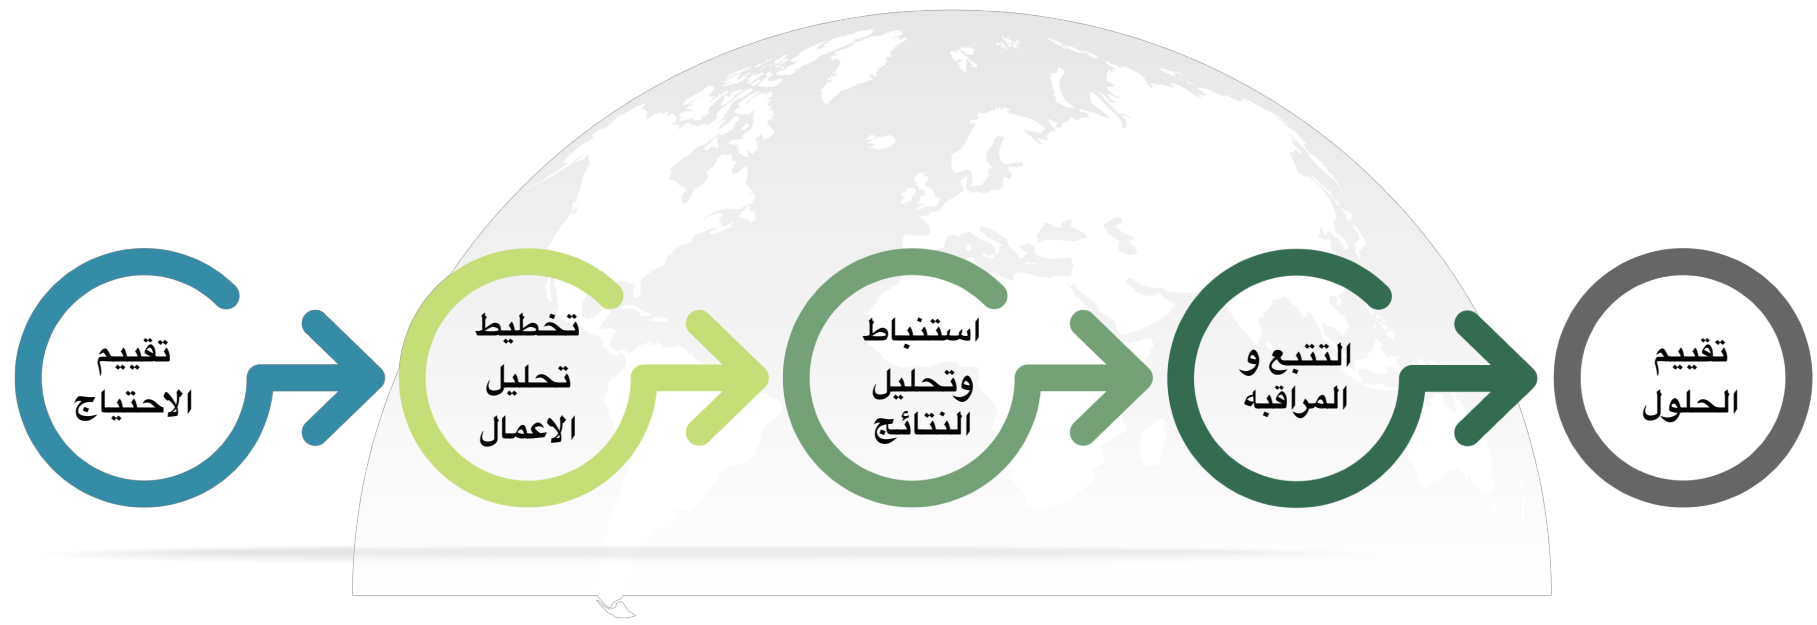 تقييم
الاحتياج
تخطيط
تحليل
الاعمال
استنباط
وتحليل
النتائج
التتبع و
المراقبه
تقييم
الحلول